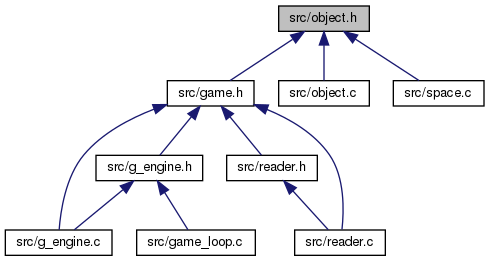 src/object.h
src/game.h
src/object.c
src/space.c
src/g_engine.h
src/reader.h
src/g_engine.c
src/game_loop.c
src/reader.c